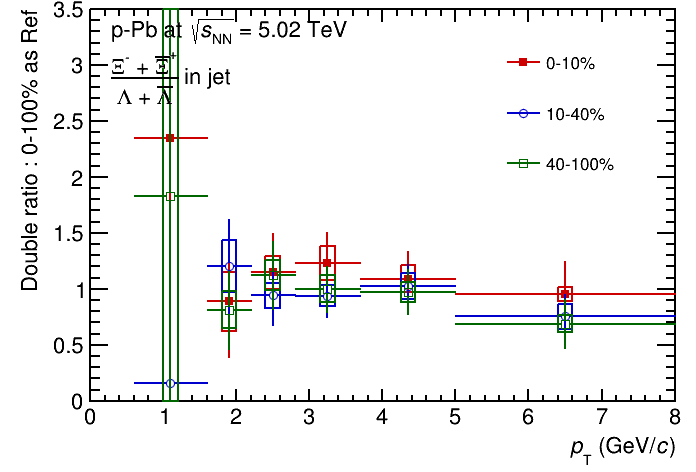 p-Pb at √s_NN = 5.02 TeV
Ξ⁻ + Ξ̅⁺
Λ + Λ̅
in jet
0-10%
10-40%
40-100%
Double ratio : 0-100% as Ref
3.5
3
2.5
2
1.5
1
0.5
0
0 1 2 3 4 5 6 7 8
p_T (GeV/c)